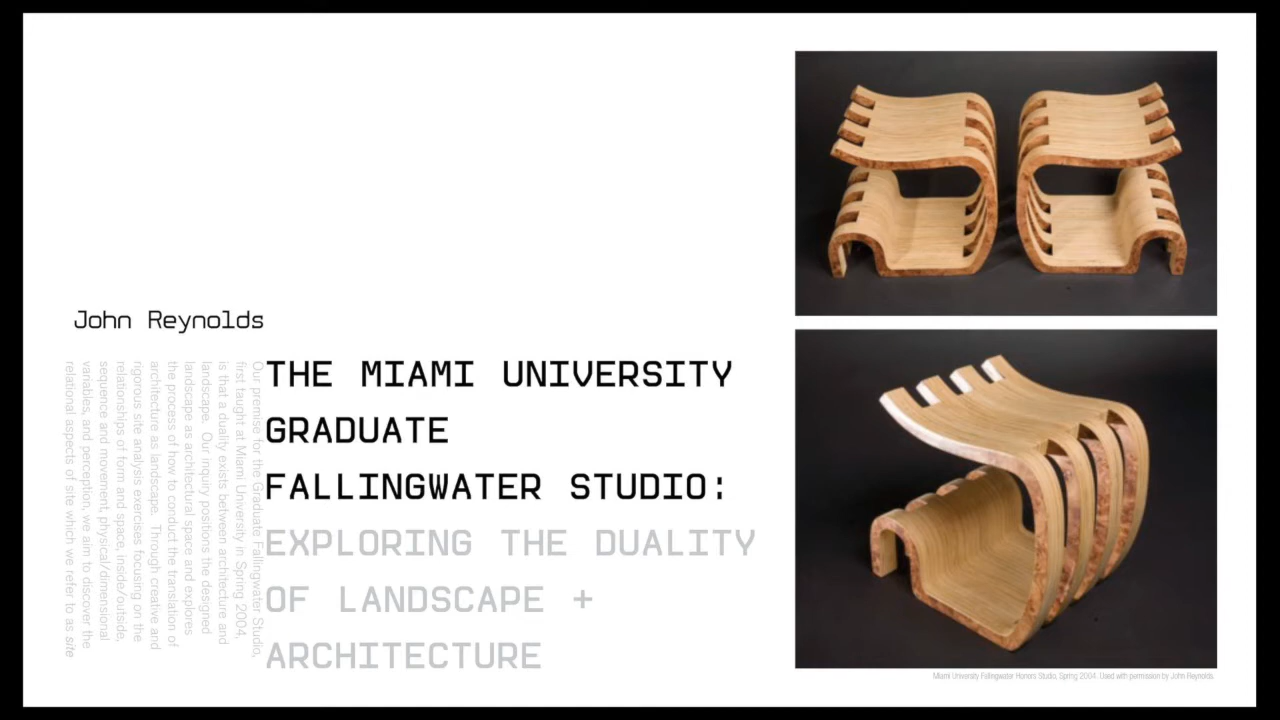 John Reynolds
THE MIAMI UNIVERSITY
GRADUATE
FALLINGWATER STUDIO:
EXPLORING THE DUALITY
OF LANDSCAPE +
ARCHITECTURE
Our premise for the Graduate Fallingwater Studio,
first taught at Miami University in Spring 2004,
is that a duality exists between architecture and
landscape. Our inquiry positions the designed
landscape as architectural space and explores
the process of how to conduct the translation of
architecture as landscape. Through creative and
rigorous site analysis exercises focusing on the
relationships of form and space, inside/outside,
sequence and movement, physical/dimensional
variables, and perception, we aim to discover the
relational aspects of site which we refer to as site
Miami University Fallingwater Honors Studio, Spring 2004. Used with permission by John Reynolds.